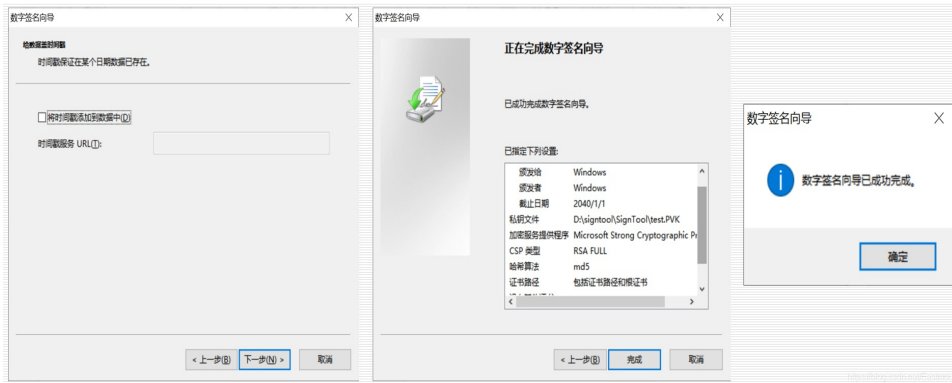 数字签名向导
给数据盖时间戳
时间戳保证在某个日期数据已存在。
将时间戳添加到数据中(D)
时间戳服务 URL(T):
< 上一步(B) 下一步(N) > 取消
数字签名向导
正在完成数字签名向导
已成功完成数字签名向导。
已指定下列设置:
颁发给 Windows
颁发者 Windows
截止日期 2040/1/1
私钥文件 D:\signtool\SignTool\test.PVK
加密服务提供程序 Microsoft Strong Cryptographic Pr
CSP 类型 RSA FULL
哈希算法 md5
证书路径 包括证书路径和根证书
< 上一步(B) 完成 取消
数字签名向导
数字签名向导已成功完成。
确定